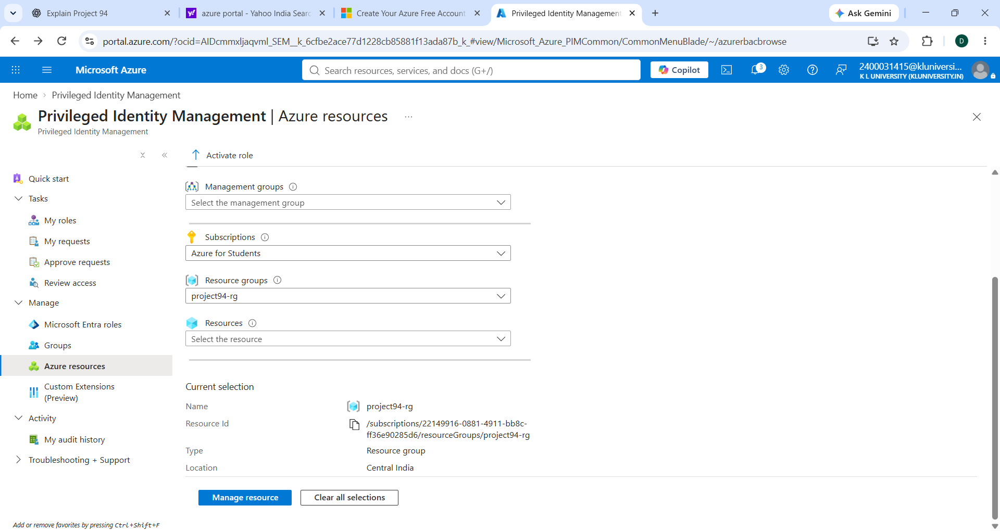 Explain Project 94
azure portal - Yahoo India Searc
Create Your Azure Free Account
Privileged Identity Management
Ask Gemini
portal.azure.com/?ocid=AIDcmmxljaqvml_SEM__k_6cfbe2ace77d1228cb85881f13ada87b_k_#view/Microsoft_Azure_PIMCommon/CommonMenuBlade/~/azurerbacbrowse
D
Microsoft Azure
Search resources, services, and docs (G+/)
Copilot
3
2400031415@kluniversi...
K L UNIVERSITY (KLUNIVERSITY.IN)
Home > Privileged Identity Management
Privileged Identity Management | Azure resources ...
Privileged Identity Management
Activate role
Quick start
Tasks
My roles
My requests
Approve requests
Review access
Manage
Microsoft Entra roles
Groups
Azure resources
Custom Extensions
(Preview)
Activity
My audit history
Troubleshooting + Support
Add or remove favorites by pressing Ctrl+Shift+F
Management groups
Select the management group
Subscriptions
Azure for Students
Resource groups
project94-rg
Resources
Select the resource
Current selection
Name project94-rg
Resource Id /subscriptions/22149916-0881-4911-bb8c-
ff36e90285d6/resourceGroups/project94-rg
Type Resource group
Location Central India
Manage resource Clear all selections